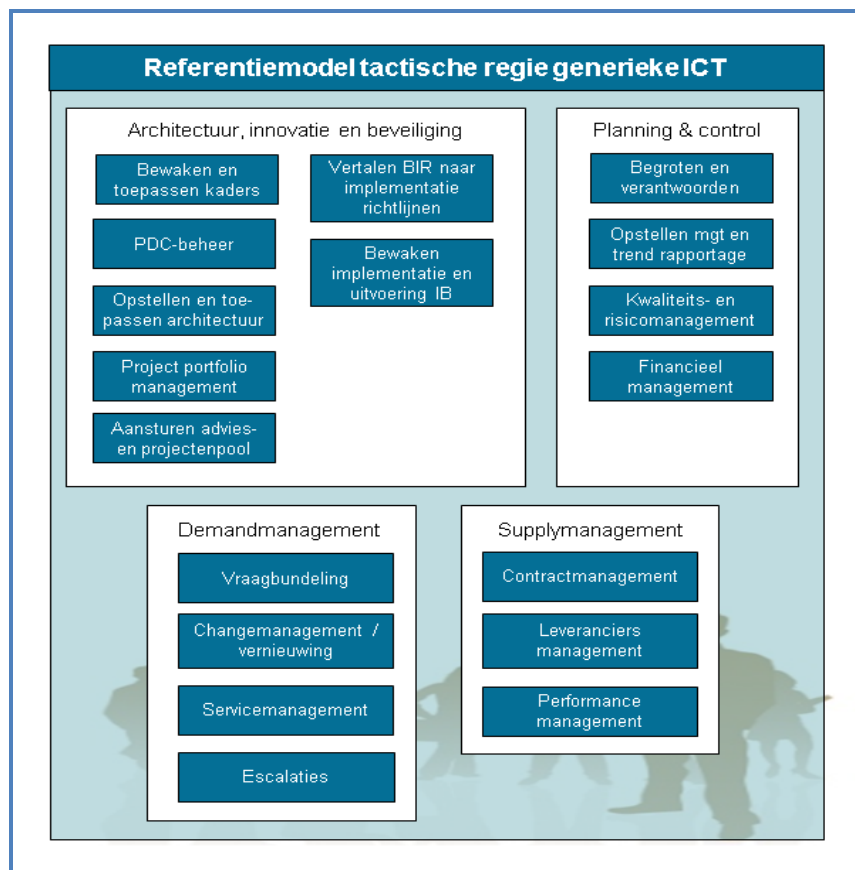 Referentiemodel tactische regie generieke ICT
Architectuur, innovatie en beveiliging
Bewaken en
toepassen kaders
PDC-beheer
Opstellen en toe-
passen architectuur
Project portfolio
management
Aansturen advies-
en projectenpool
Vertalen BIR naar
implementatie
richtlijnen
Bewaken
implementatie en
uitvoering IB
Planning & control
Begroten en
verantwoorden
Opstellen mgt en
trend rapportage
Kwaliteits- en
risicomanagement
Financieel
management
Demandmanagement
Vraagbundeling
Changemanagement /
vernieuwing
Servicemanagement
Escalaties
Supplymanagement
Contractmanagement
Leveranciers
management
Performance
management